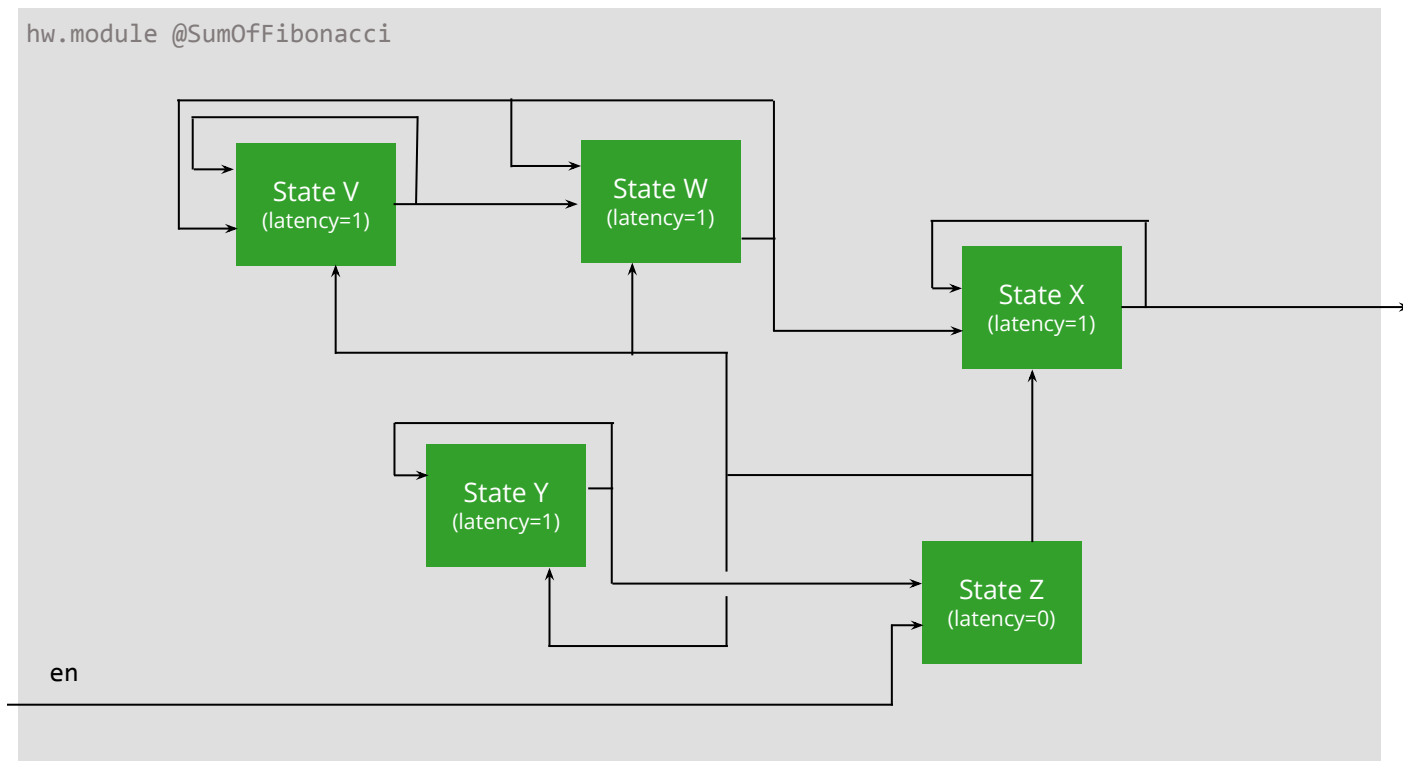 hw.module @SumOfFibonacci
State V
(latency=1)
State W
(latency=1)
State X
(latency=1)
State Y
(latency=1)
State Z
(latency=0)
en